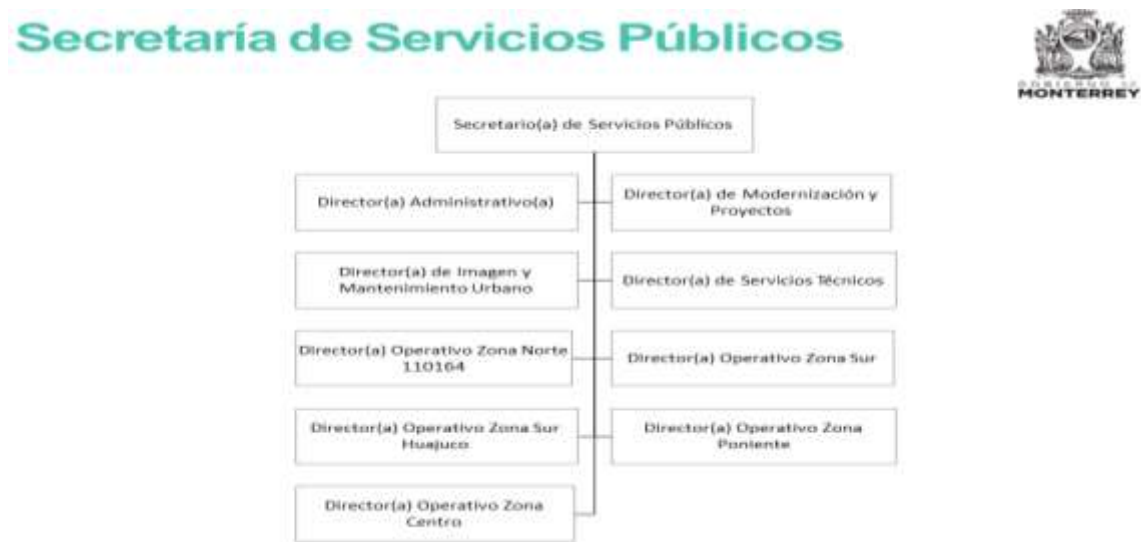 Secretaría de Servicios Públicos
GOBIERNO DE
MONTERREY
Secretario(a) de Servicios Públicos
Director(a) Administrativo(a)
Director(a) de Modernización y
Proyectos
Director(a) de Imagen y
Mantenimiento Urbano
Director(a) de Servicios Técnicos
Director(a) Operativo Zona Norte
110164
Director(a) Operativo Zona Sur
Director(a) Operativo Zona Sur
Huajuco
Director(a) Operativo Zona
Poniente
Director(a) Operativo Zona
Centro